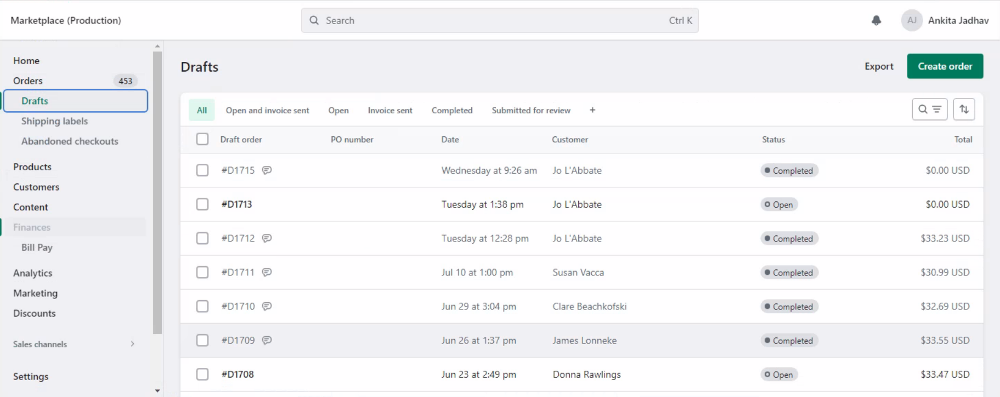 Marketplace (Production)
Search
Ctrl K
AJ
Ankita Jadhav
Home
Orders 453
Drafts
Shipping labels
Abandoned checkouts
Products
Customers
Content
Finances
Bill Pay
Analytics
Marketing
Discounts
Sales channels
Settings
Drafts
Export
Create order
All Open and invoice sent Open Invoice sent Completed Submitted for review +
Draft order PO number Date Customer Status Total
#D1715 Wednesday at 9:26 am Jo L'Abbate Completed $0.00 USD
#D1713 Tuesday at 1:38 pm Jo L'Abbate Open $0.00 USD
#D1712 Tuesday at 12:28 pm Jo L'Abbate Completed $33.23 USD
#D1711 Jul 10 at 1:00 pm Susan Vacca Completed $30.99 USD
#D1710 Jun 29 at 3:04 pm Clare Beachkofski Completed $32.69 USD
#D1709 Jun 26 at 1:37 pm James Lonneke Completed $33.55 USD
#D1708 Jun 23 at 2:49 pm Donna Rawlings Open $33.47 USD